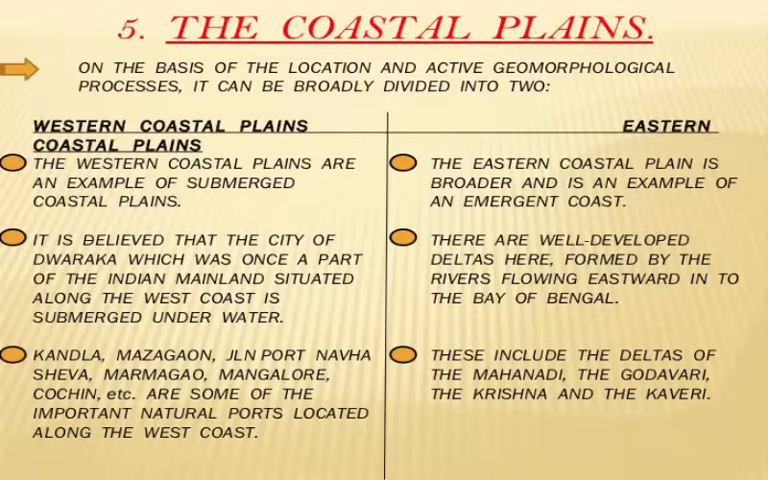 5. THE COASTAL PLAINS.
ON THE BASIS OF THE LOCATION AND ACTIVE GEOMORPHOLOGICAL
PROCESSES, IT CAN BE BROADLY DIVIDED INTO TWO:
WESTERN COASTAL PLAINS EASTERN
COASTAL PLAINS
THE WESTERN COASTAL PLAINS ARE
AN EXAMPLE OF SUBMERGED
COASTAL PLAINS.
IT IS BELIEVED THAT THE CITY OF
DWARAKA WHICH WAS ONCE A PART
OF THE INDIAN MAINLAND SITUATED
ALONG THE WEST COAST IS
SUBMERGED UNDER WATER.
KANDLA, MAZAGAON, JLN PORT NAVHA
SHEVA, MARMAGAO, MANGALORE,
COCHIN, etc. ARE SOME OF THE
IMPORTANT NATURAL PORTS LOCATED
ALONG THE WEST COAST.
THE EASTERN COASTAL PLAIN IS
BROADER AND IS AN EXAMPLE OF
AN EMERGENT COAST.
THERE ARE WELL-DEVELOPED
DELTAS HERE, FORMED BY THE
RIVERS FLOWING EASTWARD IN TO
THE BAY OF BENGAL.
THESE INCLUDE THE DELTAS OF
THE MAHANADI, THE GODAVARI,
THE KRISHNA AND THE KAVERI.